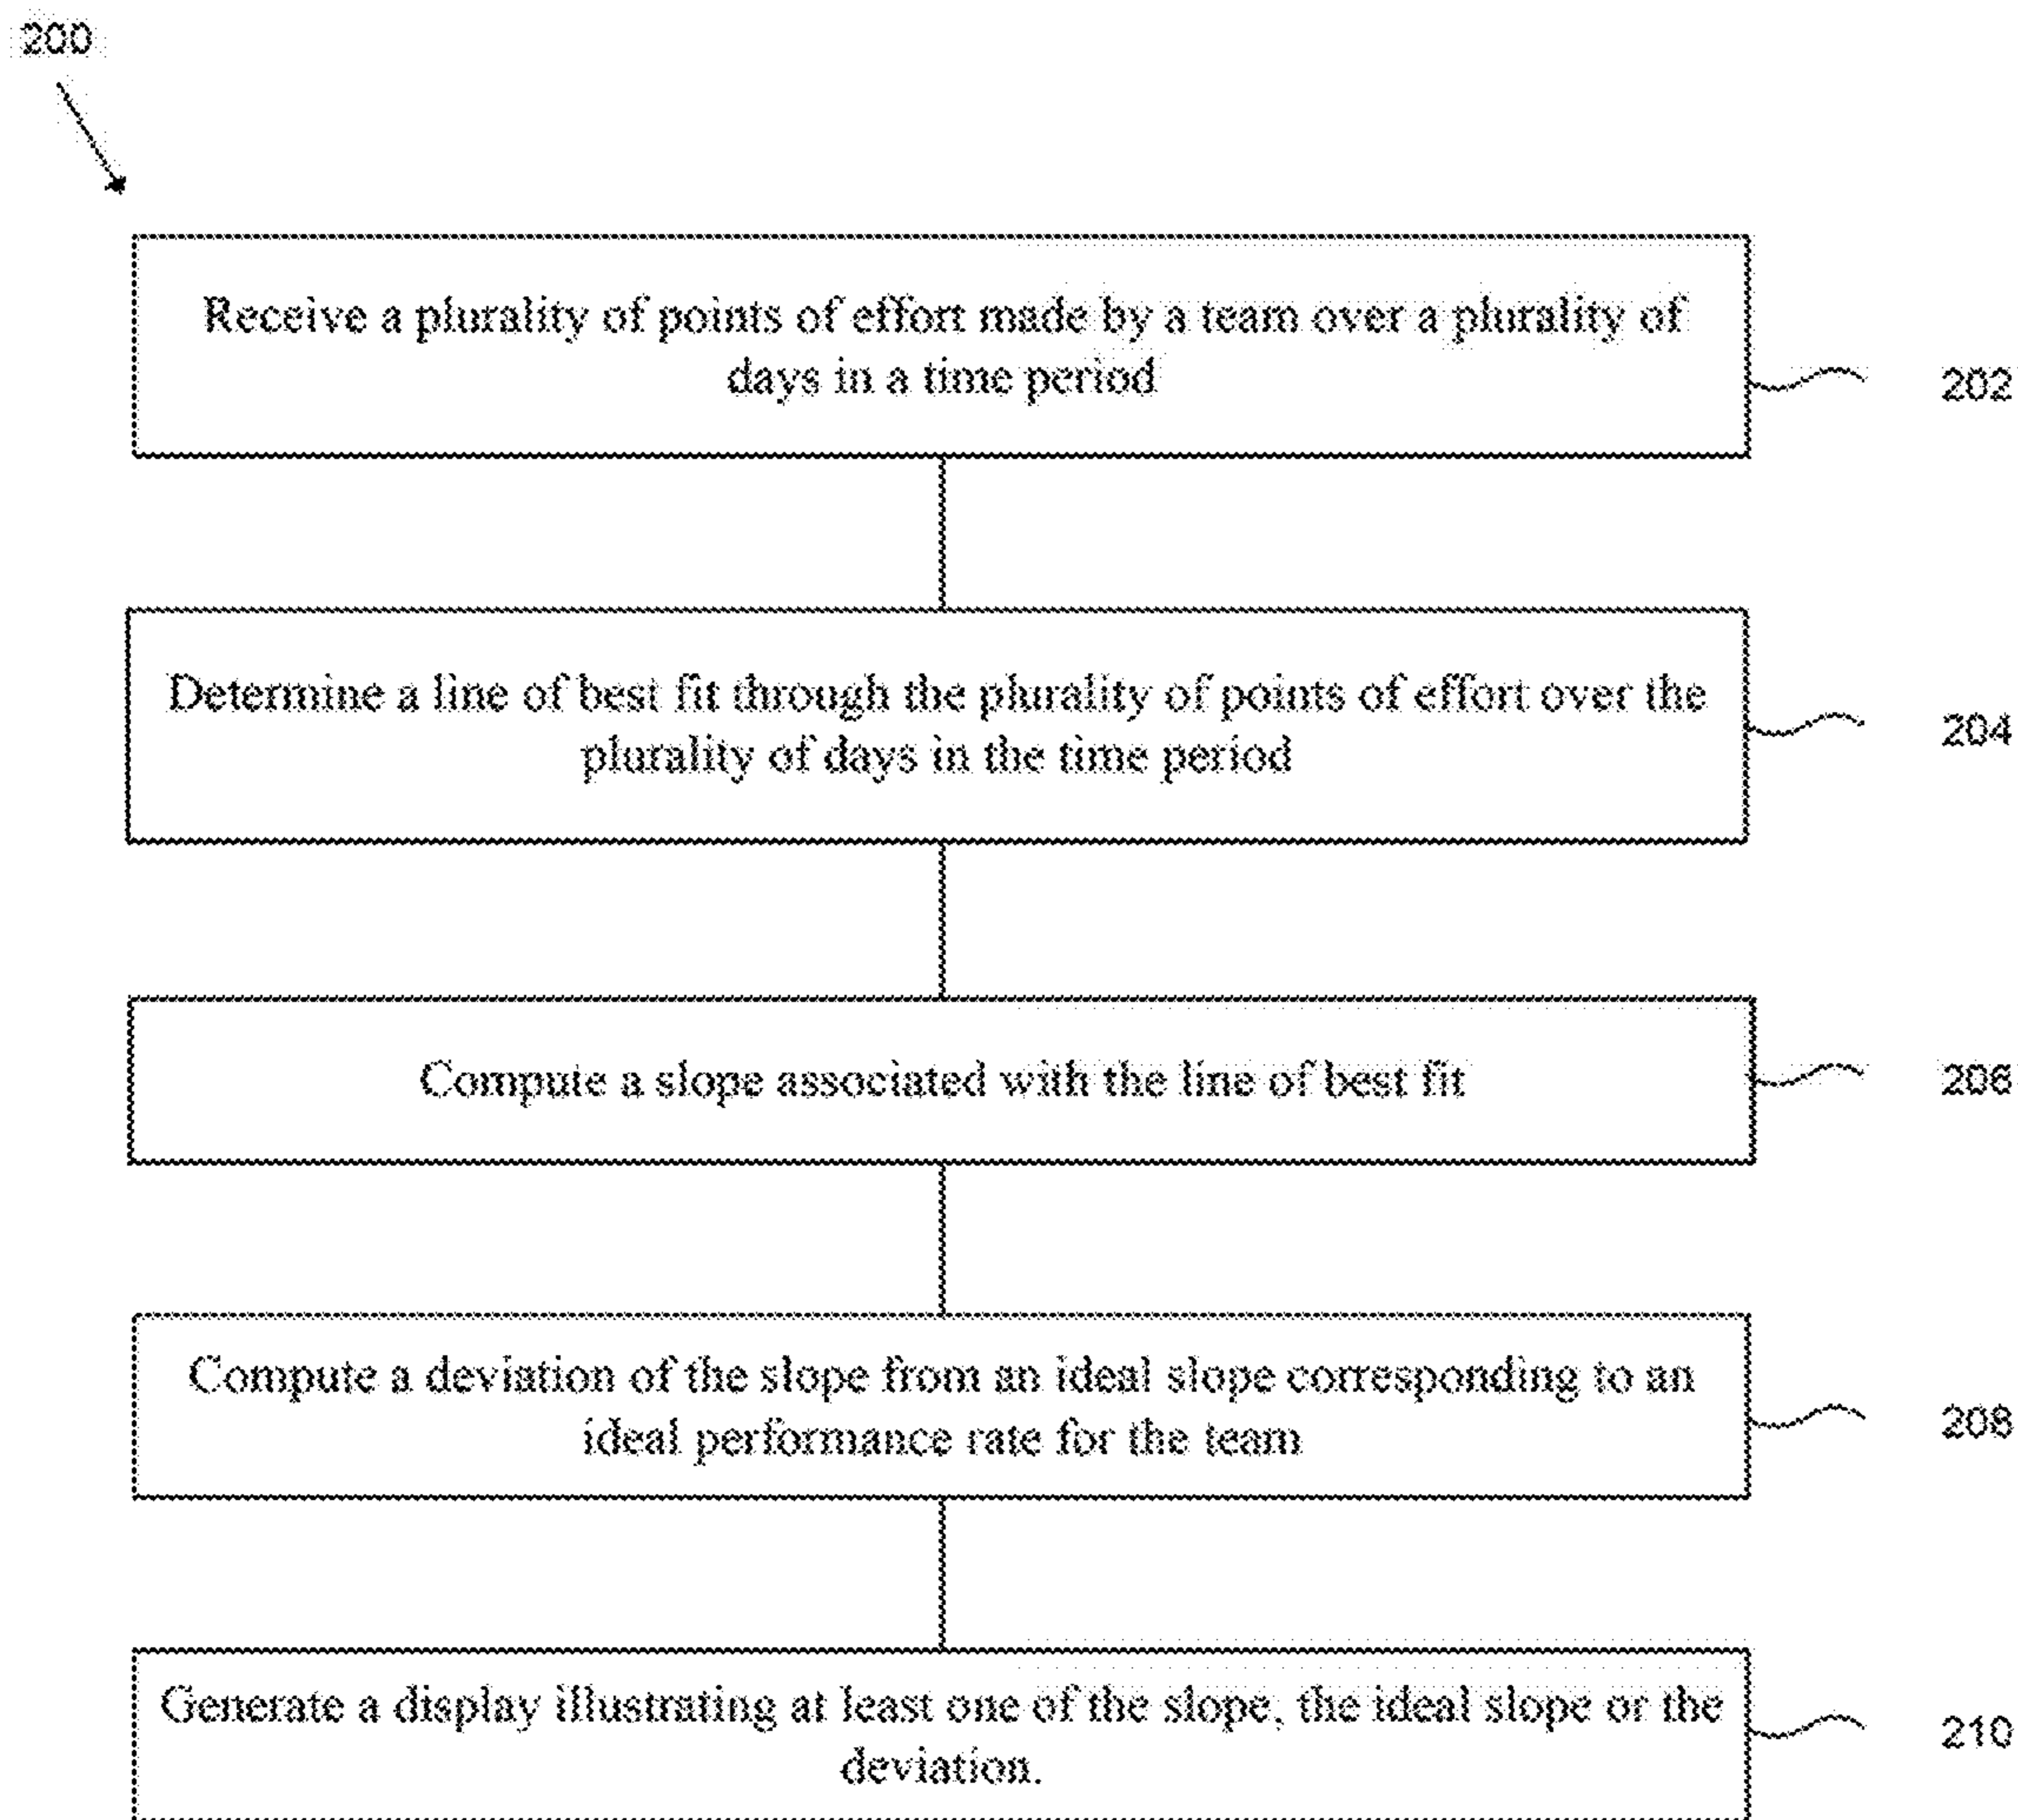 200
Receive a plurality of points of effort made by a team over a plurality of
days in a time period
202
Determine a line of best fit through the plurality of points of effort over the
plurality of days in the time period
204
Compute a slope associated with the line of best fit
206
Compute a deviation of the slope from an ideal slope corresponding to an
ideal performance rate for the team
208
Generate a display illustrating at least one of the slope, the ideal slope or the
deviation.
210